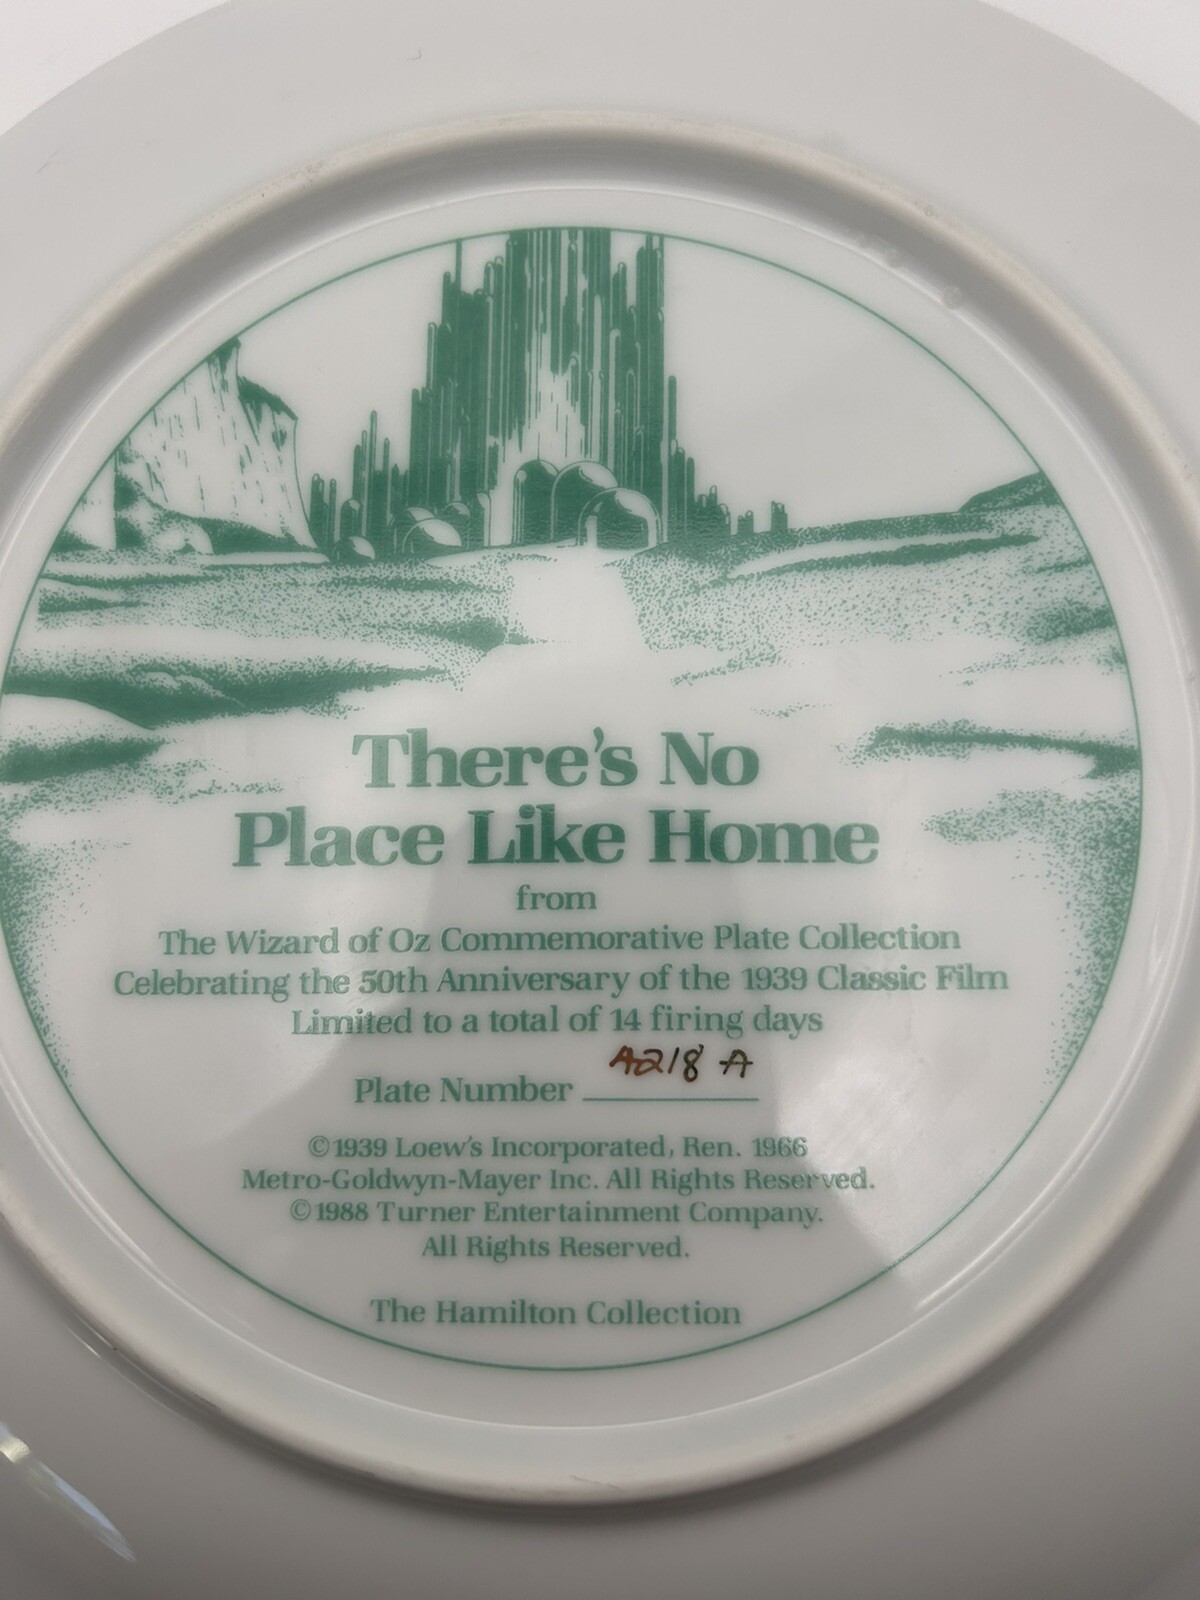 There's No
Place Like Home
from
The Wizard of Oz Commemorative Plate Collection
Celebrating the 50th Anniversary of the 1939 Classic Film
Limited to a total of 14 firing days
Plate Number A218 A
©1939 Loew's Incorporated, Ren. 1966
Metro-Goldwyn-Mayer Inc. All Rights Reserved.
©1988 Turner Entertainment Company.
All Rights Reserved.
The Hamilton Collection